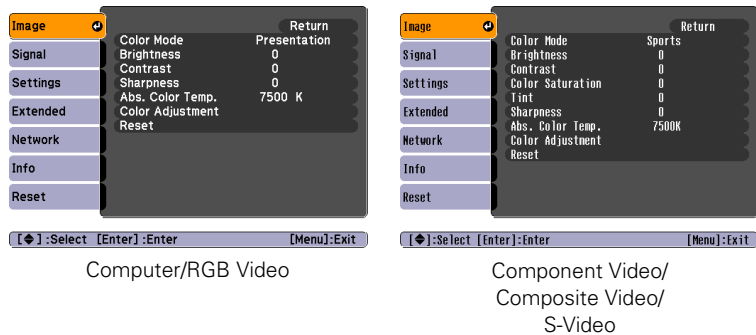 Image
Signal
Settings
Extended
Network
Info
Reset
Return
Color Mode Presentation
Brightness 0
Contrast 0
Sharpness 0
Abs. Color Temp. 7500 K
Color Adjustment
Reset
[ ] :Select [Enter] :Enter [Menu]:Exit
Computer/RGB Video
Image
Signal
Settings
Extended
Network
Info
Reset
Return
Color Mode Sports
Brightness 0
Contrast 0
Color Saturation 0
Tint 0
Sharpness 0
Abs. Color Temp. 7500K
Color Adjustment
Reset
[ ]:Select [Enter]:Enter [Menu]:Exit
Component Video/
Composite Video/
S-Video